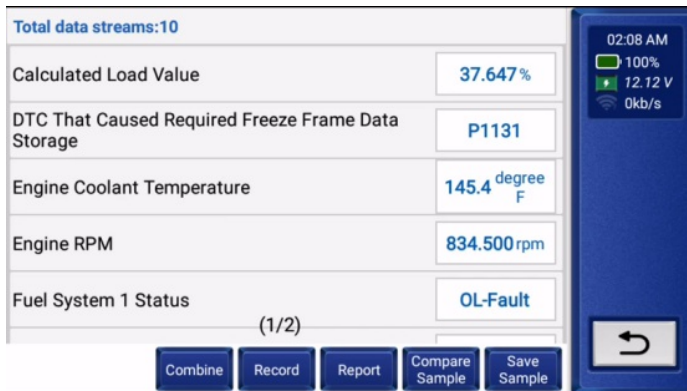 Total data streams:10
Calculated Load Value
37.647 %
DTC That Caused Required Freeze Frame Data
Storage
P1131
Engine Coolant Temperature
145.4 degree
F
Engine RPM
834.500 rpm
Fuel System 1 Status
OL-Fault
(1/2)
Combine
Record
Report
Compare
Sample
Save
Sample
02:08 AM
100%
12.12 V
0kb/s